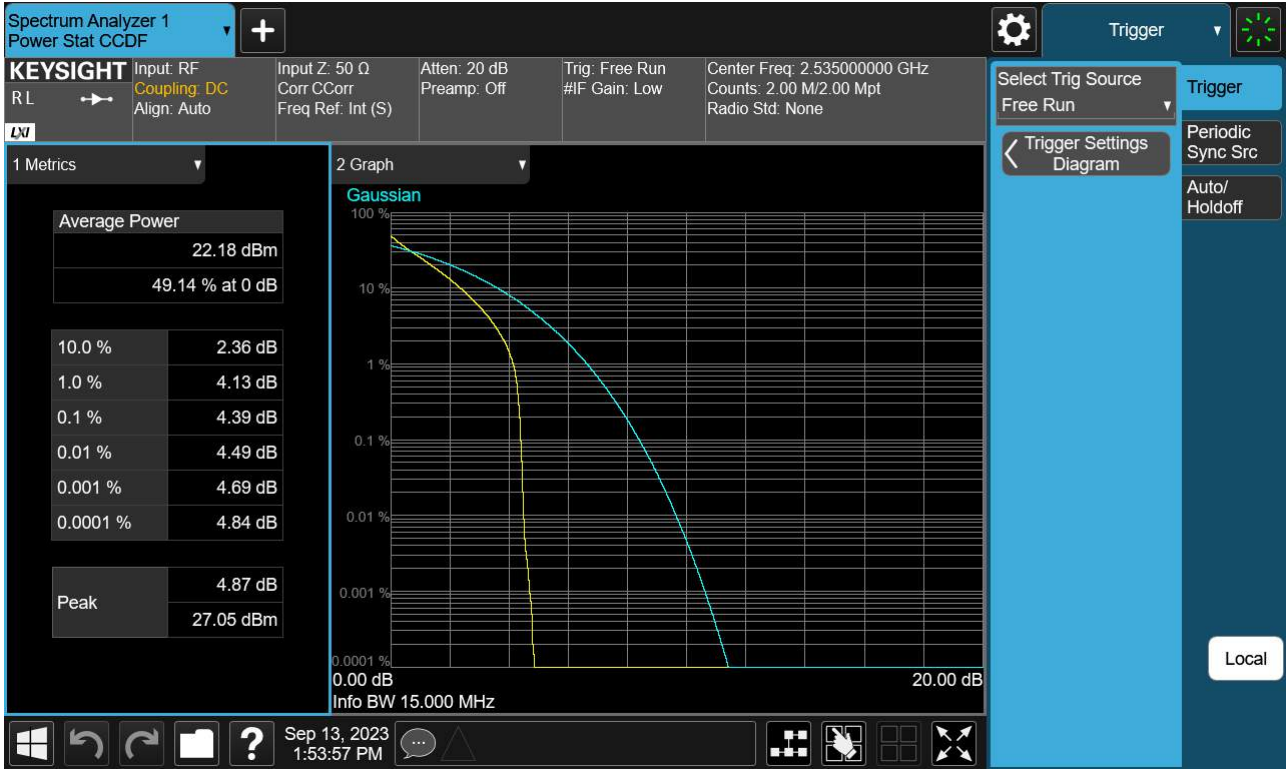 Spectrum Analyzer 1
Power Stat CCDF
Trigger
KEYSIGHT
RL
LXI
Input: RF
Coupling: DC
Align: Auto
Input Z: 50 Ω
Corr CCorr
Freq Ref: Int (S)
Atten: 20 dB
Preamp: Off
Trig: Free Run
#IF Gain: Low
Center Freq: 2.535000000 GHz
Counts: 2.00 M/2.00 Mpt
Radio Std: None
Select Trig Source
Free Run
Trigger Settings
Diagram
Trigger
Periodic
Sync Src
Auto/
Holdoff
1 Metrics
Average Power
22.18 dBm
49.14 % at 0 dB
10.0 % 2.36 dB
1.0 % 4.13 dB
0.1 % 4.39 dB
0.01 % 4.49 dB
0.001 % 4.69 dB
0.0001 % 4.84 dB
Peak
4.87 dB
27.05 dBm
2 Graph
Gaussian
100 %
10 %
1 %
0.1 %
0.01 %
0.001 %
0.0001 %
0.00 dB
20.00 dB
Info BW 15.000 MHz
Local
?
Sep 13, 2023
1:53:57 PM